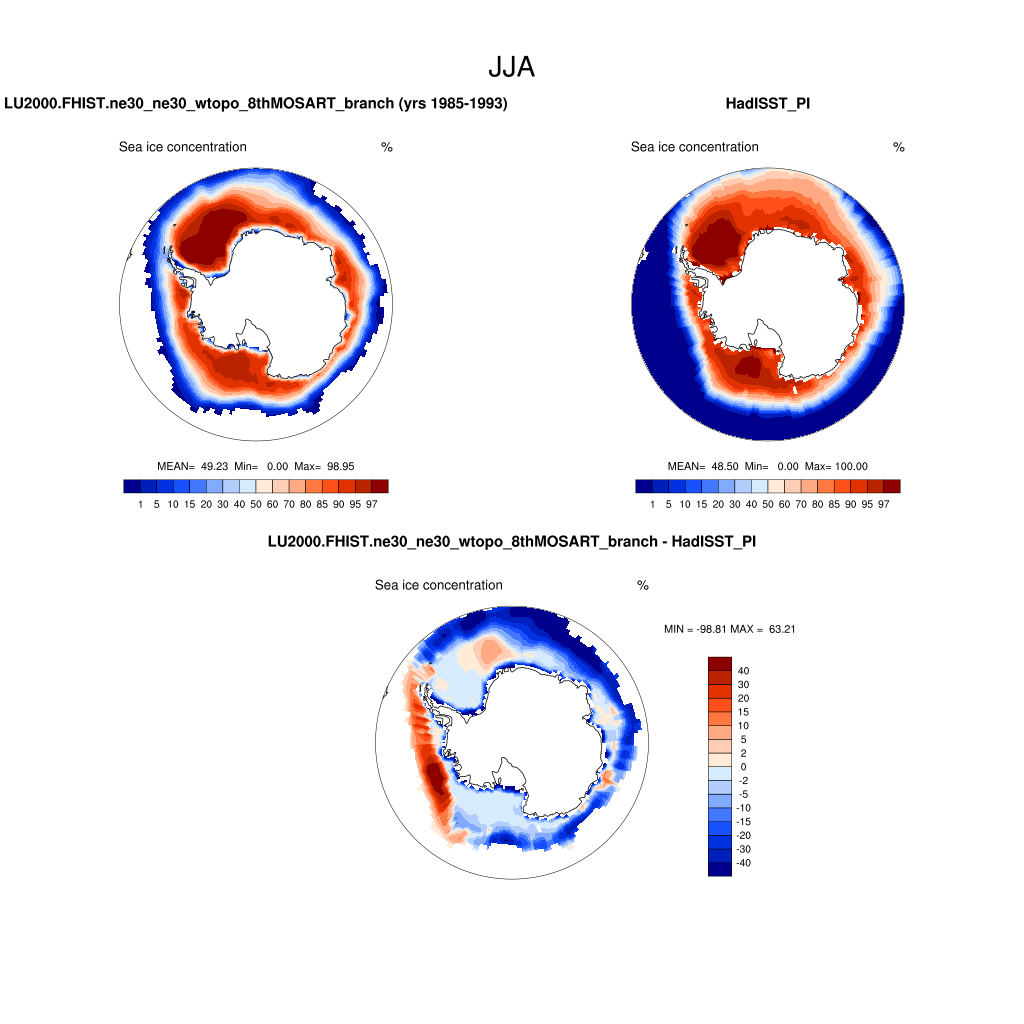 JJA
LU2000.FHIST.ne30_ne30_wtopo_8thMOSART_branch (yrs 1985-1993)
HadISST_PI
Sea ice concentration %
Sea ice concentration %
MEAN= 49.23 Min= 0.00 Max= 98.95
MEAN= 48.50 Min= 0.00 Max= 100.00
1 5 10 15 20 30 40 50 60 70 80 85 90 95 97
1 5 10 15 20 30 40 50 60 70 80 85 90 95 97
LU2000.FHIST.ne30_ne30_wtopo_8thMOSART_branch - HadISST_PI
Sea ice concentration %
MIN = -98.81 MAX = 63.21
40
30
20
15
10
5
2
0
-2
-5
-10
-15
-20
-30
-40